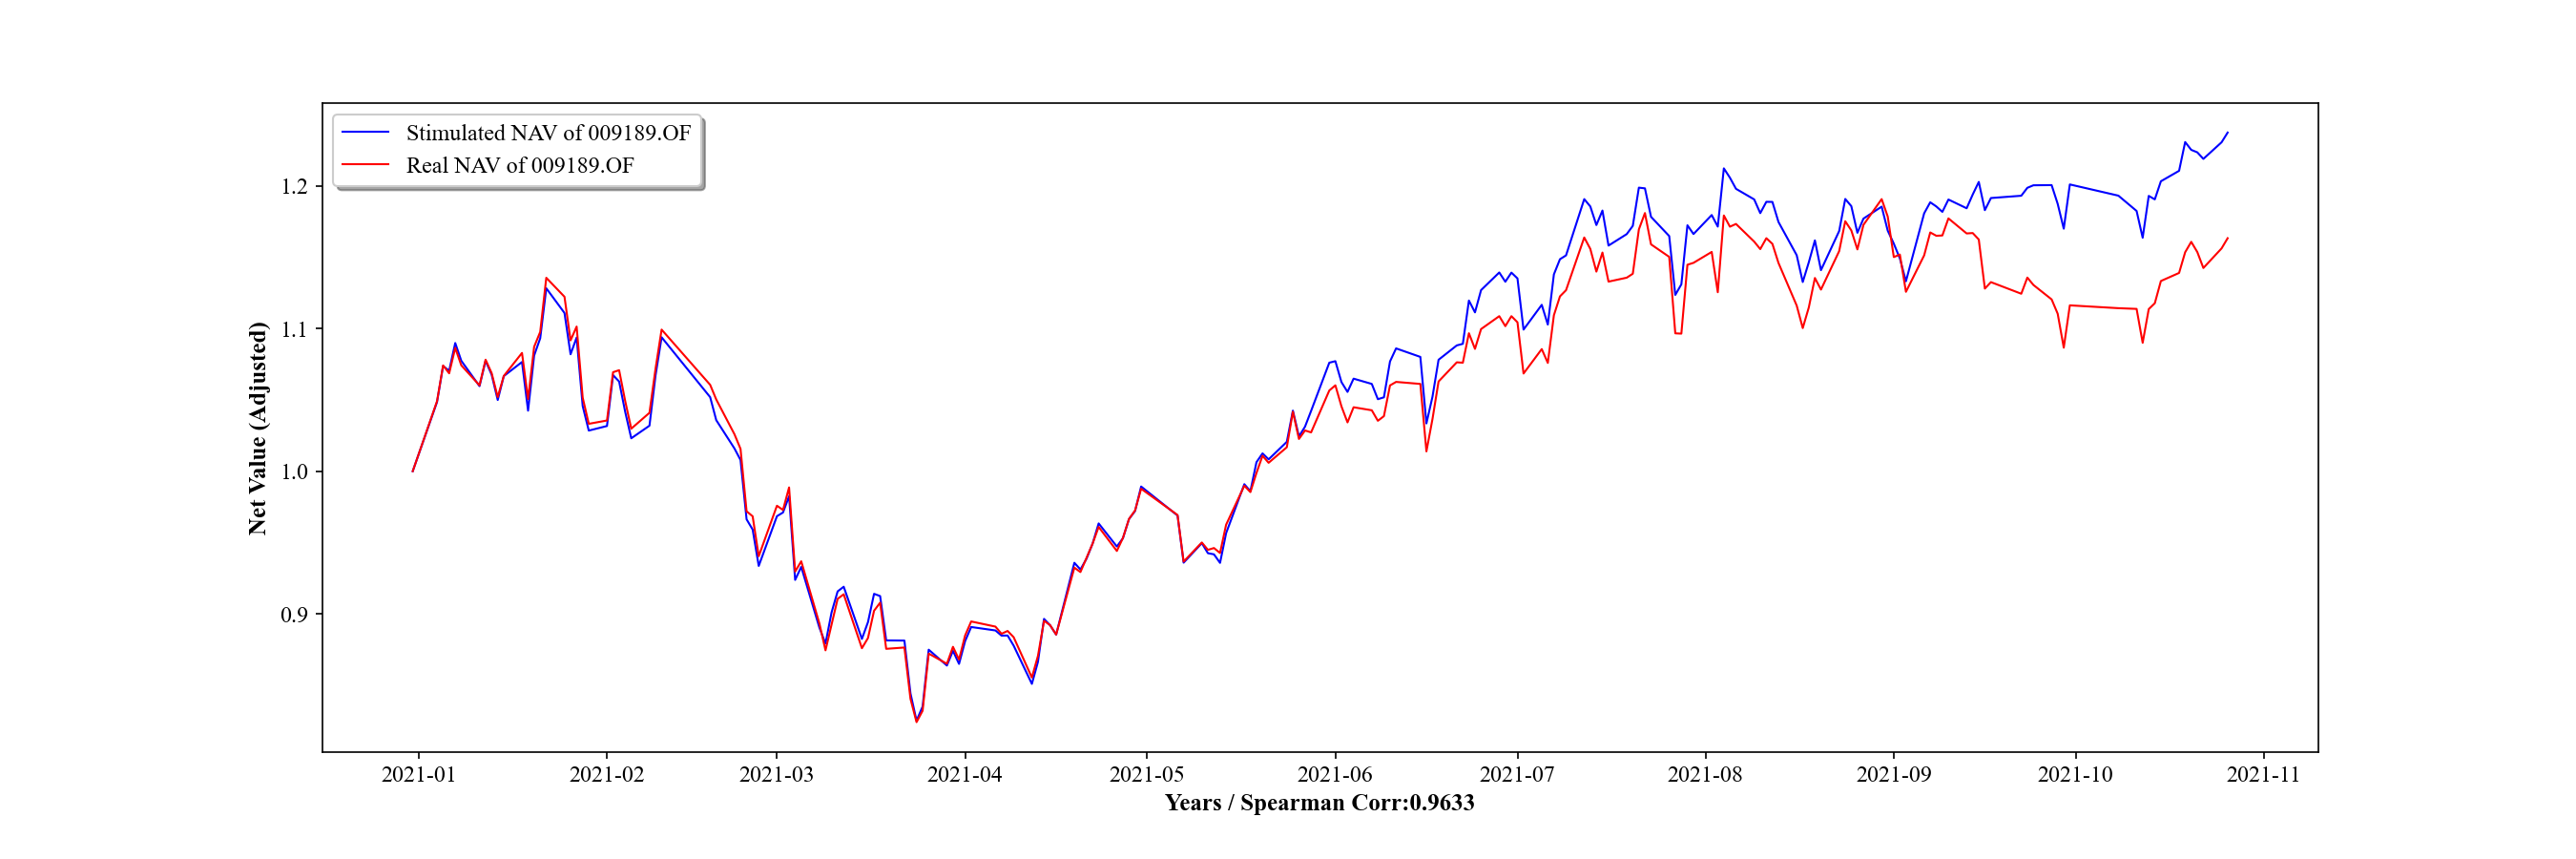 Stimulated NAV of 009189.OF
Real NAV of 009189.OF
Net Value (Adjusted)
1.2
1.1
1.0
0.9
2021-01 2021-02 2021-03 2021-04 2021-05 2021-06 2021-07 2021-08 2021-09 2021-10 2021-11
Years / Spearman Corr:0.9633